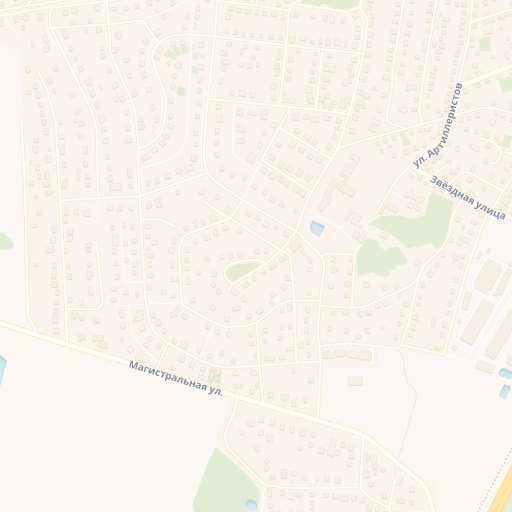 ул. Артиллеристов
Звёздная улица
Магистральная ул.